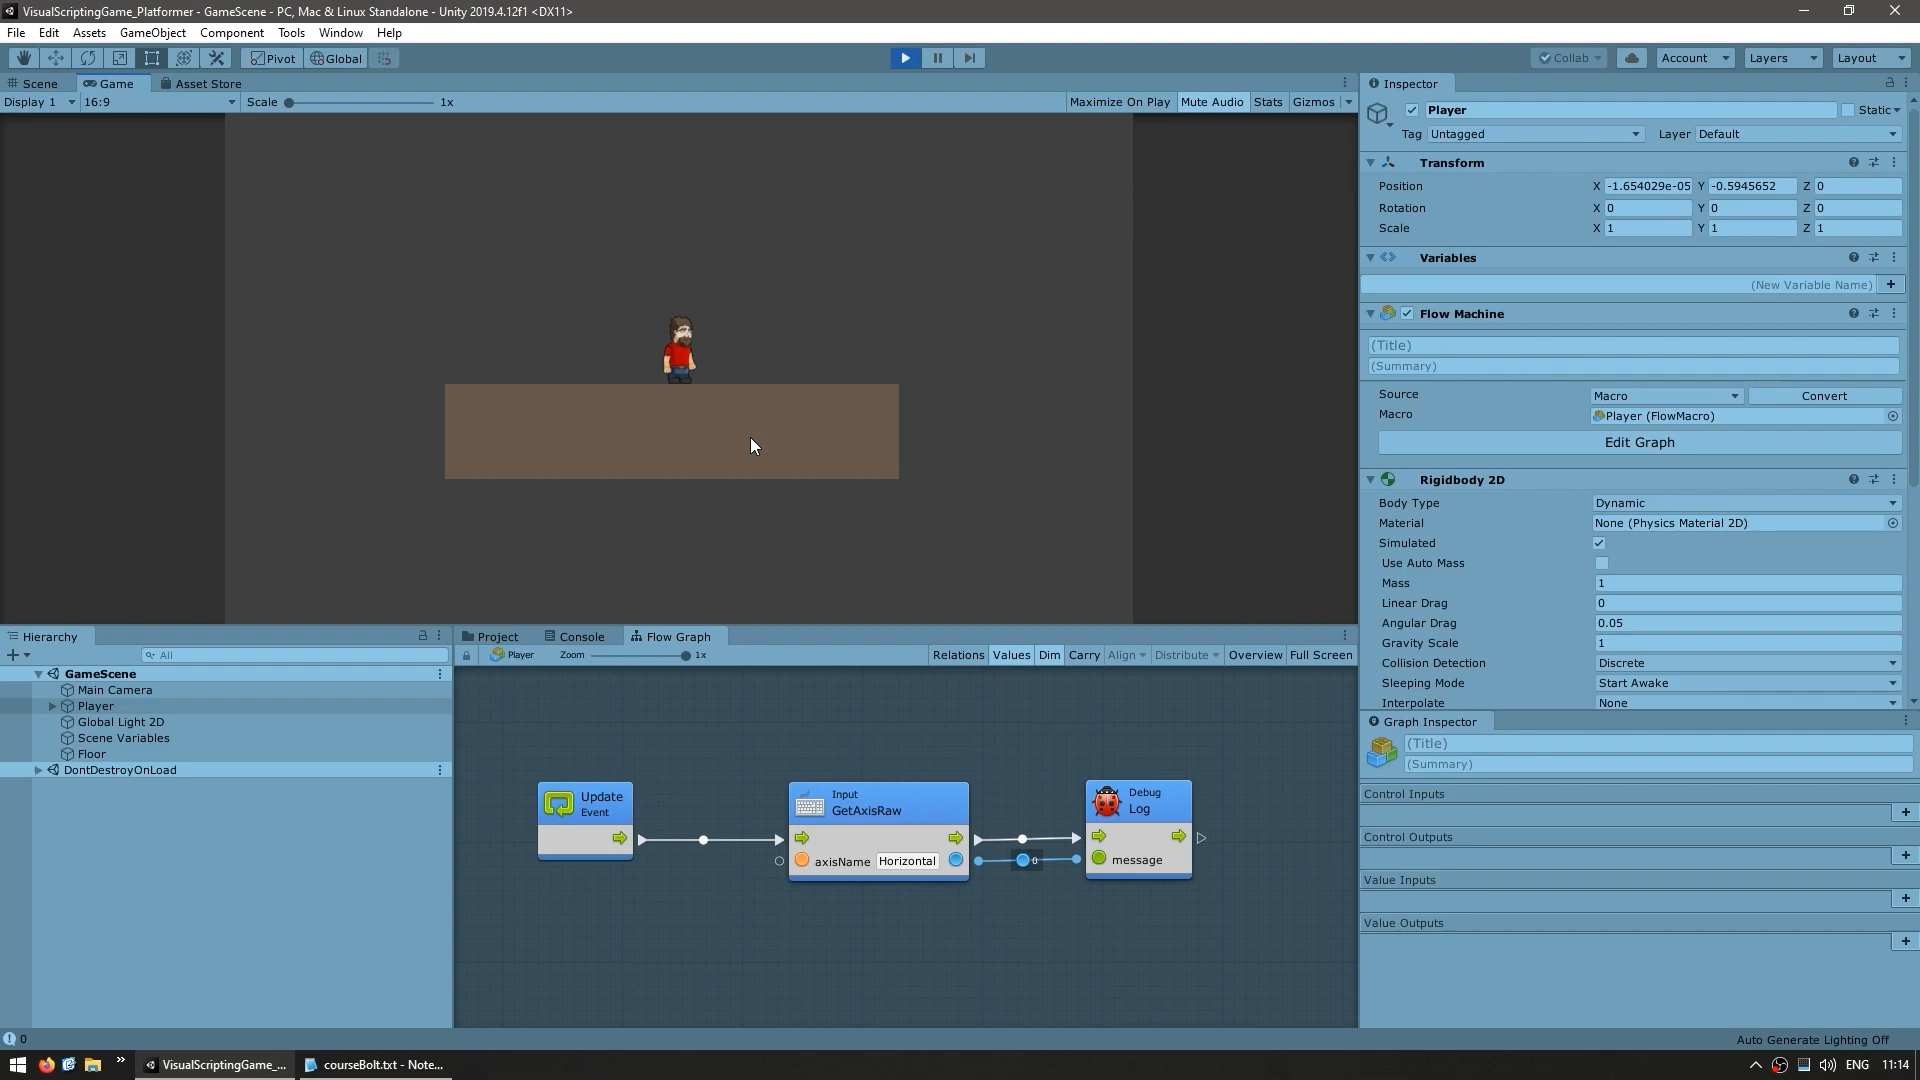 VisualScriptingGame_Platformer - GameScene - PC, Mac & Linux Standalone - Unity 2019.4.12f1 <DX11>
File Edit Assets GameObject Component Tools Window Help
Pivot Global Collab Account Layers Layout
Scene Game Asset Store
Display 1 16:9 Scale 1x Maximize On Play Mute Audio Stats Gizmos
Inspector
Player Static
Tag Untagged Layer Default
Transform
Position X -1.654029e-05 Y -0.5945652 Z 0
Rotation X 0 Y 0 Z 0
Scale X 1 Y 1 Z 1
Variables
(New Variable Name)
Flow Machine
(Title)
(Summary)
Source Macro Convert
Macro Player (FlowMacro)
Edit Graph
Rigidbody 2D
Body Type Dynamic
Material None (Physics Material 2D)
Simulated
Use Auto Mass
Mass 1
Linear Drag 0
Angular Drag 0.05
Gravity Scale 1
Collision Detection Discrete
Sleeping Mode Start Awake
Interpolate None
Hierarchy
All
GameScene
Main Camera
Player
Global Light 2D
Scene Variables
Floor
DontDestroyOnLoad
Project Console Flow Graph
Player Zoom 1x Relations Values Dim Carry Align Distribute Overview Full Screen
Update
Event
Input
GetAxisRaw
axisName Horizontal
0
Debug
Log
message
Graph Inspector
(Title)
(Summary)
Control Inputs
Control Outputs
Value Inputs
Value Outputs
0
Auto Generate Lighting Off
VisualScriptingGame_... courseBolt.txt - Note... ENG 11:14